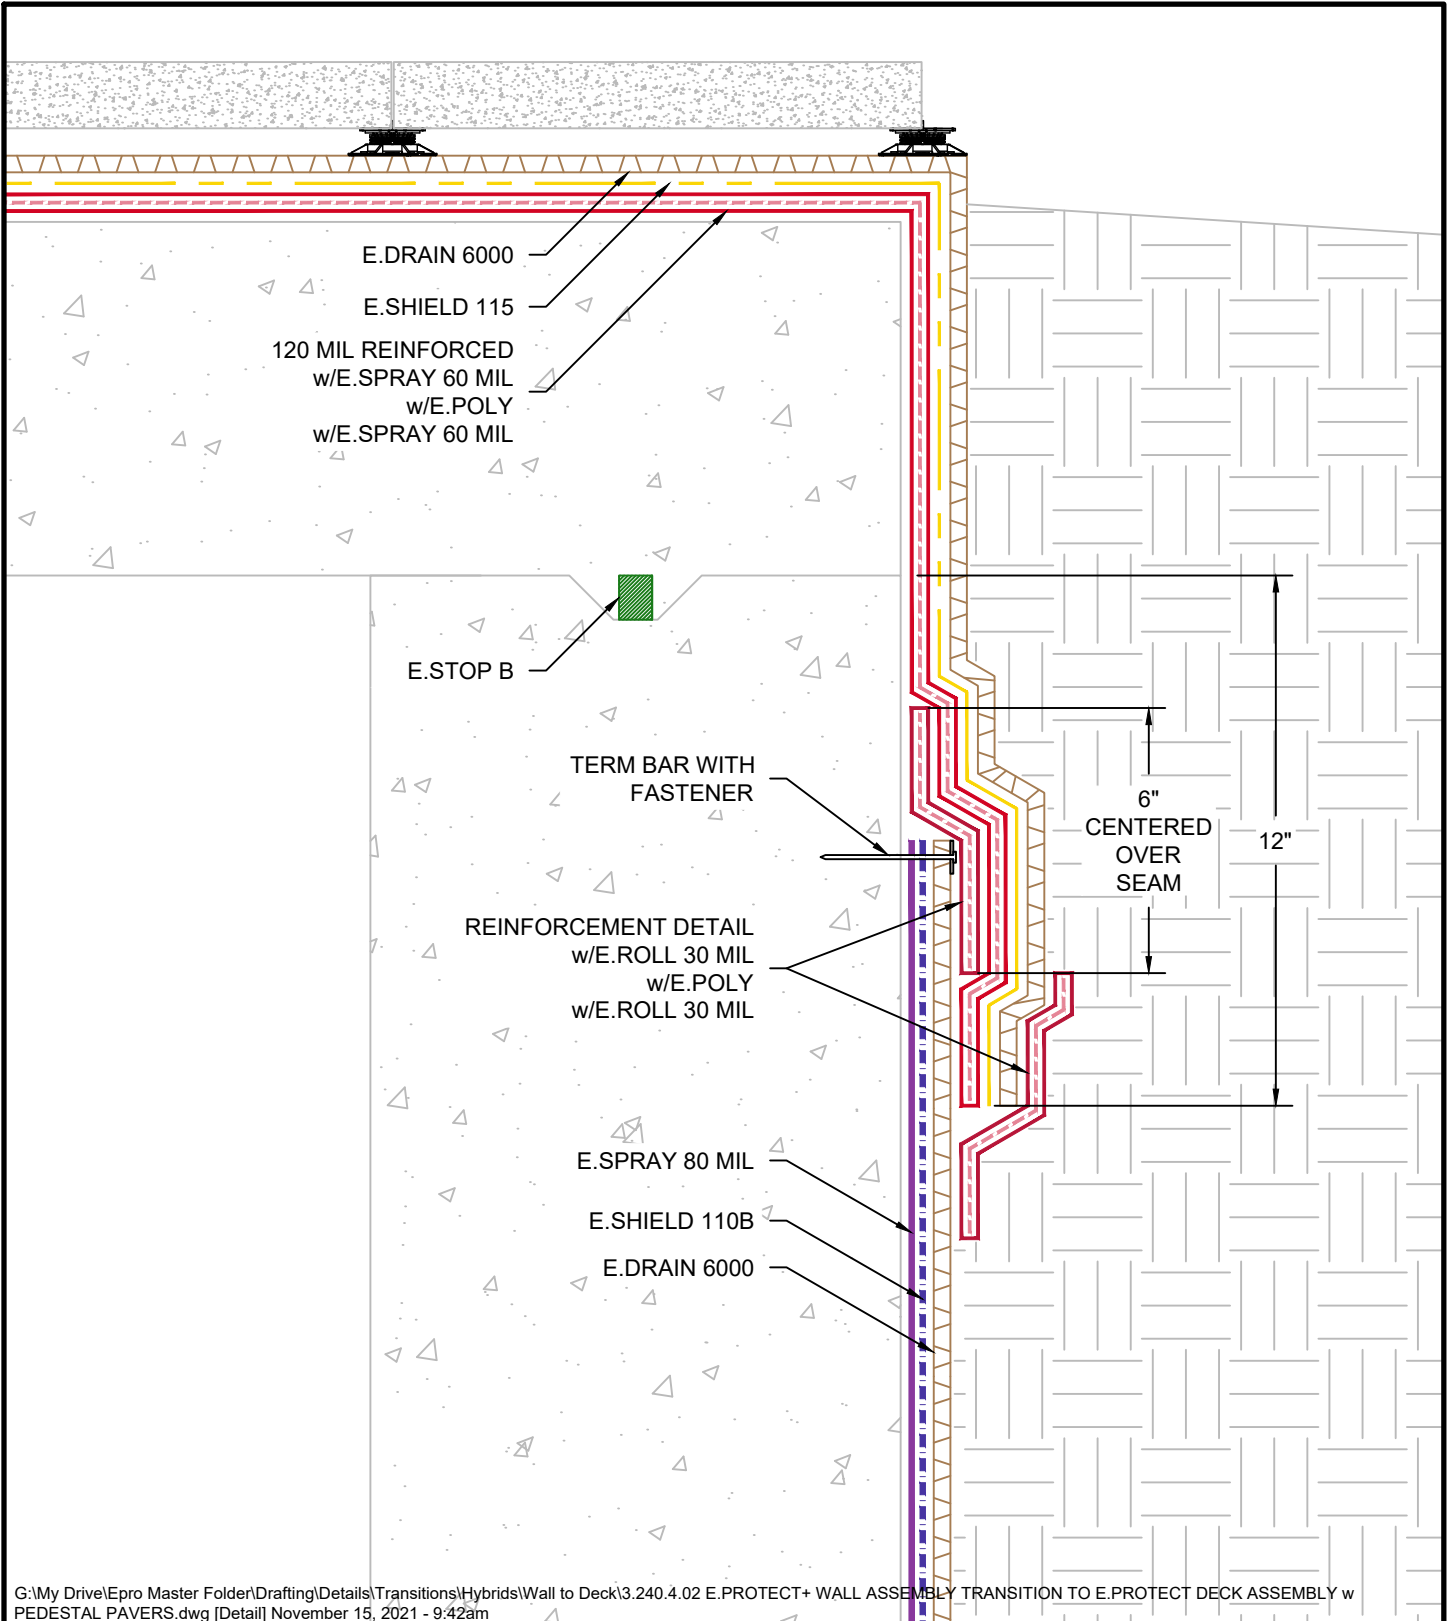 E.DRAIN 6000
E.SHIELD 115
120 MIL REINFORCED
w/E.SPRAY 60 MIL
w/E.POLY
w/E.SPRAY 60 MIL
E.STOP B
TERM BAR WITH
FASTENER
6"
CENTERED
OVER
SEAM
12"
REINFORCEMENT DETAIL
w/E.ROLL 30 MIL
w/E.POLY
w/E.ROLL 30 MIL
E.SPRAY 80 MIL
E.SHIELD 110B
E.DRAIN 6000
G:\My Drive\Epro Master Folder\Drafting\Details\Transitions\Hybrids\Wall to Deck\3.240.4.02 E.PROTECT+ WALL ASSEMBLY TRANSITION TO E.PROTECT DECK ASSEMBLY w
PEDESTAL PAVERS.dwg [Detail] November 15, 2021 - 9:42am